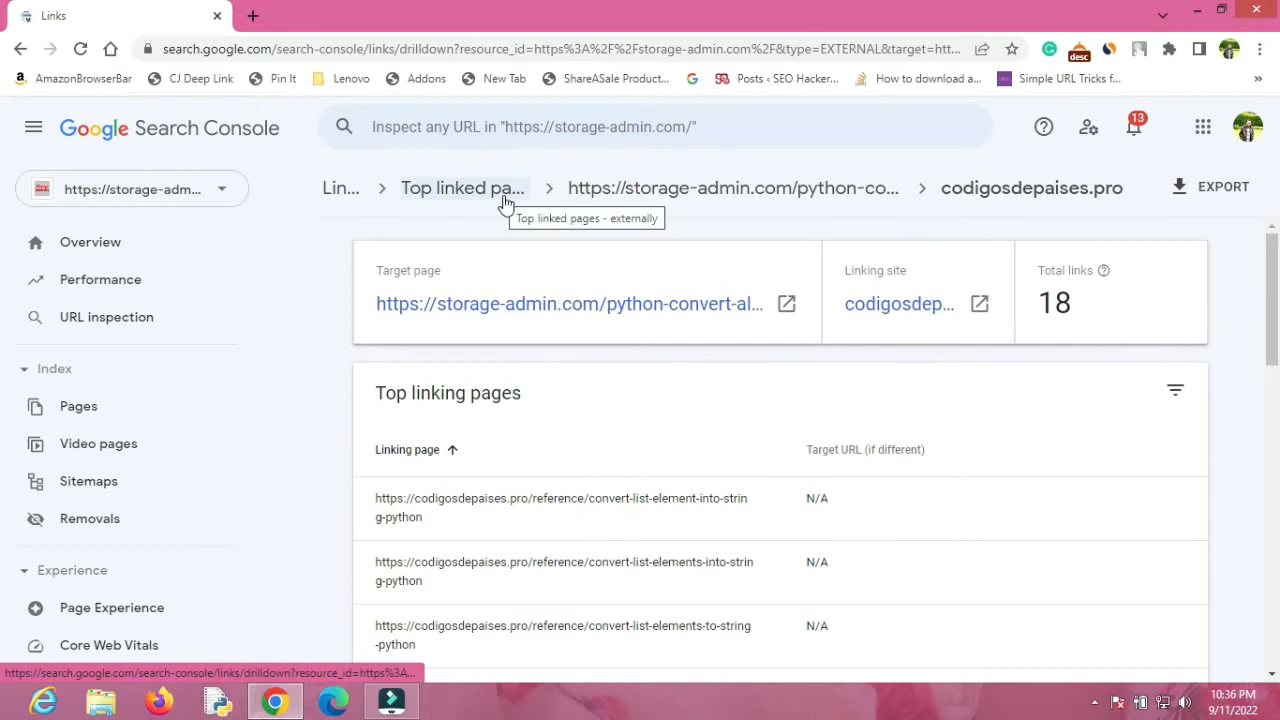 Links
search.google.com/search-console/links/drilldown?resource_id=https%3A%2F%2Fstorage-admin.com%2F&type=EXTERNAL&target=htt...
desc
AmazonBrowserBar
CJ Deep Link
Pin It
Lenovo
Addons
New Tab
ShareASale Product...
Posts ‹ SEO Hacker...
How to download a...
Simple URL Tricks f...
»
Google Search Console
Inspect any URL in "https://storage-admin.com/"
13
https://storage-adm...
Lin... > Top linked pa... > https://storage-admin.com/python-co... > codigosdepaises.pro
EXPORT
Top linked pages - externally
Overview
Performance
URL inspection
Index
Pages
Video pages
Sitemaps
Removals
Experience
Page Experience
Core Web Vitals
Target page
https://storage-admin.com/python-convert-al...
Linking site
codigosdep...
Total links
18
Top linking pages
Linking page
Target URL (if different)
https://codigosdepaises.pro/reference/convert-list-element-into-strin
g-python
N/A
https://codigosdepaises.pro/reference/convert-list-elements-into-strin
g-python
N/A
https://codigosdepaises.pro/reference/convert-list-elements-to-string
-python
N/A
https://search.google.com/search-console/links/drilldown?resource_id=https%3A...
10:36 PM
9/11/2022